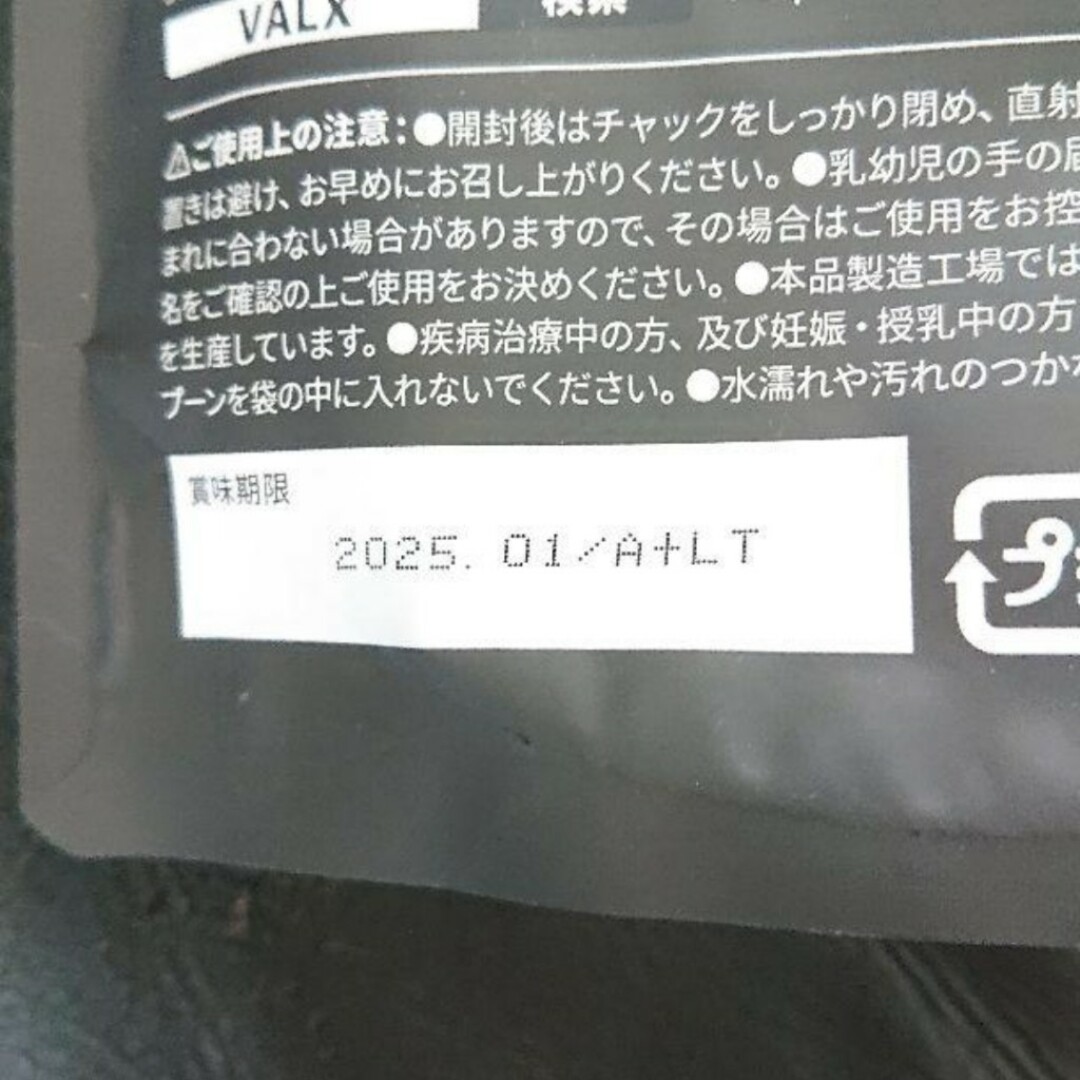 VALX
検索
⚠ご使用上の注意：●開封後はチャックをしっかり閉め、直射
置きは避け、お早めにお召し上がりください。●乳幼児の手の届
まれに合わない場合がありますので、その場合はご使用をお控
名をご確認の上ご使用をお決めください。●本品製造工場では
を生産しています。●疾病治療中の方、及び妊娠・授乳中の方
プーンを袋の中に入れないでください。●水濡れや汚れのつかな
賞味期限
2025. 01/A+LT
プ